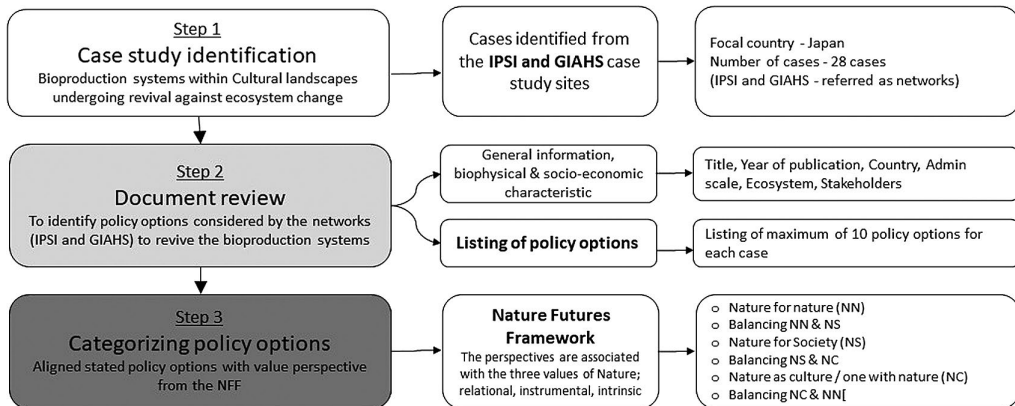 Step 1
Case study identification
Bioproduction systems within Cultural landscapes
undergoing revival against ecosystem change
Cases identified from
the IPSI and GIAHS case
study sites
Focal country - Japan
Number of cases - 28 cases
(IPSI and GIAHS - referred as networks)
Step 2
Document review
To identify policy options considered by the networks
(IPSI and GIAHS) to revive the bioproduction systems
General information,
biophysical & socio-economic
characteristic
Title, Year of publication, Country, Admin
scale, Ecosystem, Stakeholders
Listing of policy options
Listing of maximum of 10 policy options for
each case
Step 3
Categorizing policy options
Aligned stated policy options with value perspective
from the NFF
Nature Futures
Framework
The perspectives are associated
with the three values of Nature;
relational, instrumental, intrinsic
o Nature for nature (NN)
o Balancing NN & NS
o Nature for Society (NS)
o Balancing NS & NC
o Nature as culture / one with nature (NC)
o Balancing NC & NN[